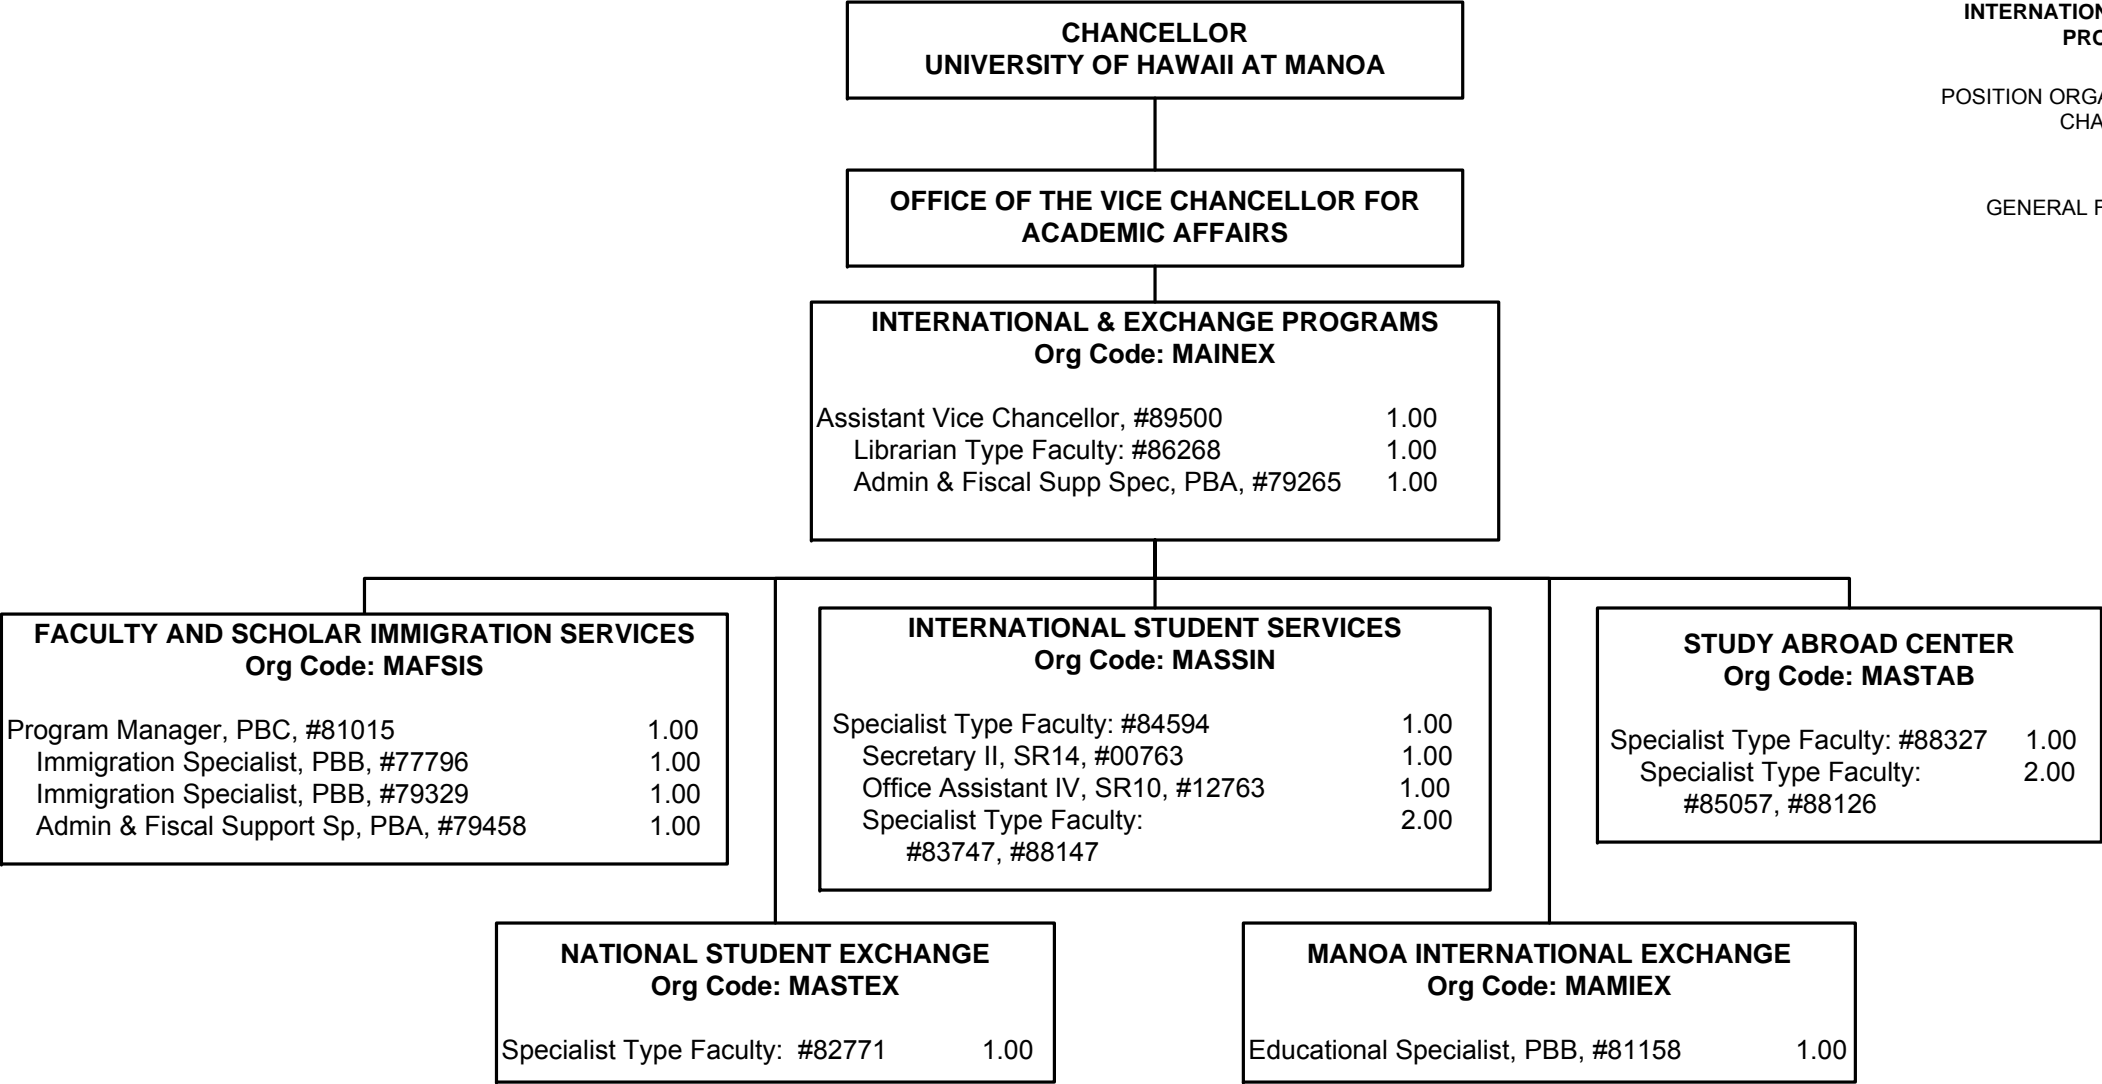 CHANCELLOR
UNIVERSITY OF HAWAII AT MANOA
INTERNATION
PRO
POSITION ORGA
CHA
GENERAL F
OFFICE OF THE VICE CHANCELLOR FOR
ACADEMIC AFFAIRS
INTERNATIONAL & EXCHANGE PROGRAMS
Org Code: MAINEX
Assistant Vice Chancellor, #89500 1.00
Librarian Type Faculty: #86268 1.00
Admin & Fiscal Supp Spec, PBA, #79265 1.00
FACULTY AND SCHOLAR IMMIGRATION SERVICES
Org Code: MAFSIS
Program Manager, PBC, #81015 1.00
Immigration Specialist, PBB, #77796 1.00
Immigration Specialist, PBB, #79329 1.00
Admin & Fiscal Support Sp, PBA, #79458 1.00
INTERNATIONAL STUDENT SERVICES
Org Code: MASSIN
Specialist Type Faculty: #84594 1.00
Secretary II, SR14, #00763 1.00
Office Assistant IV, SR10, #12763 1.00
Specialist Type Faculty: 2.00
#83747, #88147
STUDY ABROAD CENTER
Org Code: MASTAB
Specialist Type Faculty: #88327 1.00
Specialist Type Faculty: 2.00
#85057, #88126
NATIONAL STUDENT EXCHANGE
Org Code: MASTEX
Specialist Type Faculty: #82771 1.00
MANOA INTERNATIONAL EXCHANGE
Org Code: MAMIEX
Educational Specialist, PBB, #81158 1.00